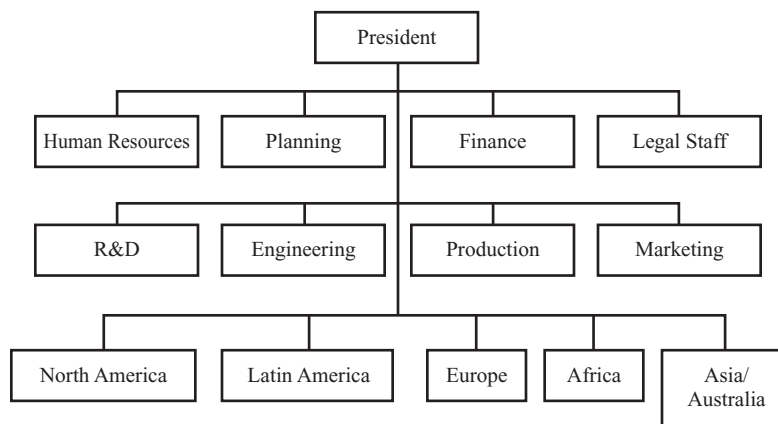 President
Human Resources
Planning
Finance
Legal Staff
R&D
Engineering
Production
Marketing
North America
Latin America
Europe
Africa
Asia/
Australia